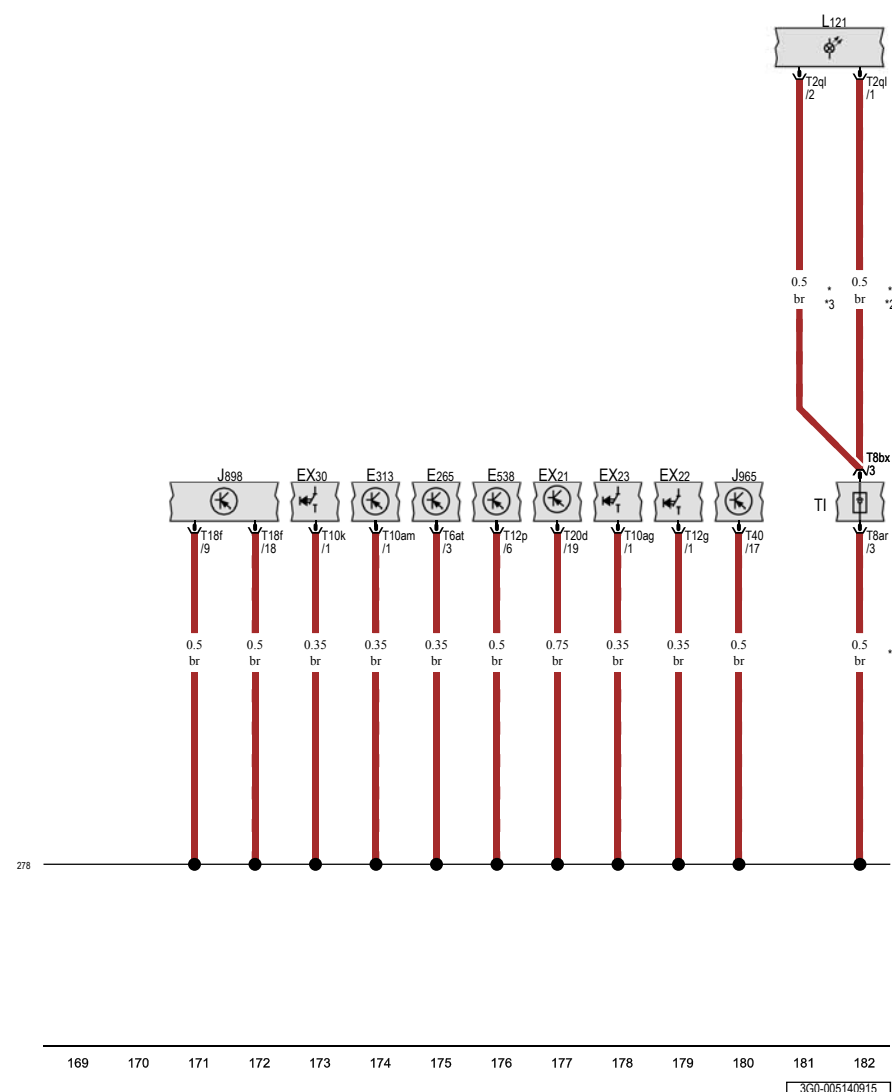 L121
T2ql
/2
T2ql
/1
0.5
br
*
*3
0.5
br
*
*2
T8bx
/3
J898
EX30
E313
E265
E538
EX21
EX23
EX22
J965
TI
T18f
/9
T18f
/18
T10k
/1
T10am
/1
T6at
/3
T12p
/6
T20d
/19
T10ag
/1
T12g
/1
T40
/17
T8ar
/3
0.5
br
0.5
br
0.35
br
0.35
br
0.35
br
0.5
br
0.75
br
0.35
br
0.35
br
0.5
br
0.5
br
*
278
169 170 171 172 173 174 175 176 177 178 179 180 181 182
3G0-005140915